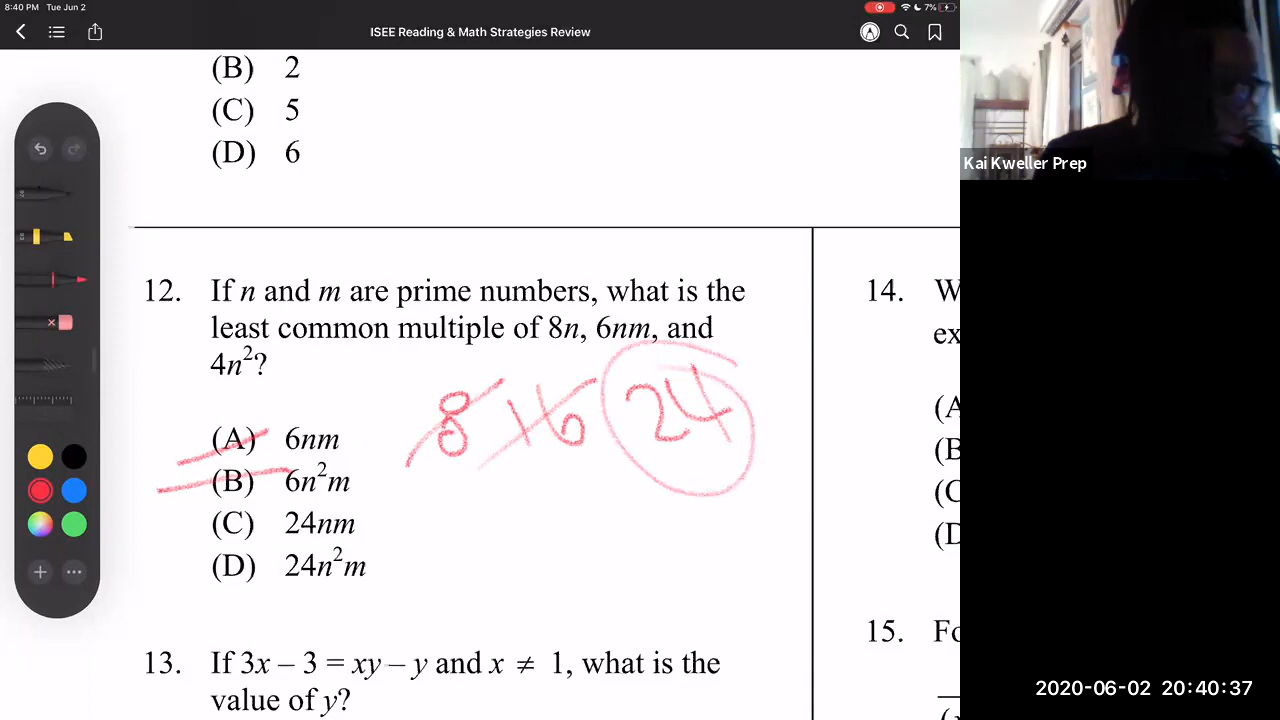 8:40 PM Tue Jun 2
7%
ISEE Reading & Math Strategies Review
(B) 2
(C) 5
(D) 6
Kai Kweller Prep
12. If n and m are prime numbers, what is the
least common multiple of 8n, 6nm, and
4n²?
8 16 24
(A) 6nm
(B) 6n²m
(C) 24nm
(D) 24n²m
13. If 3x – 3 = xy – y and x ≠ 1, what is the
value of y?
14. W
ex
(A
(B
(C
(D
15. Fo
2020-06-02 20:40:37